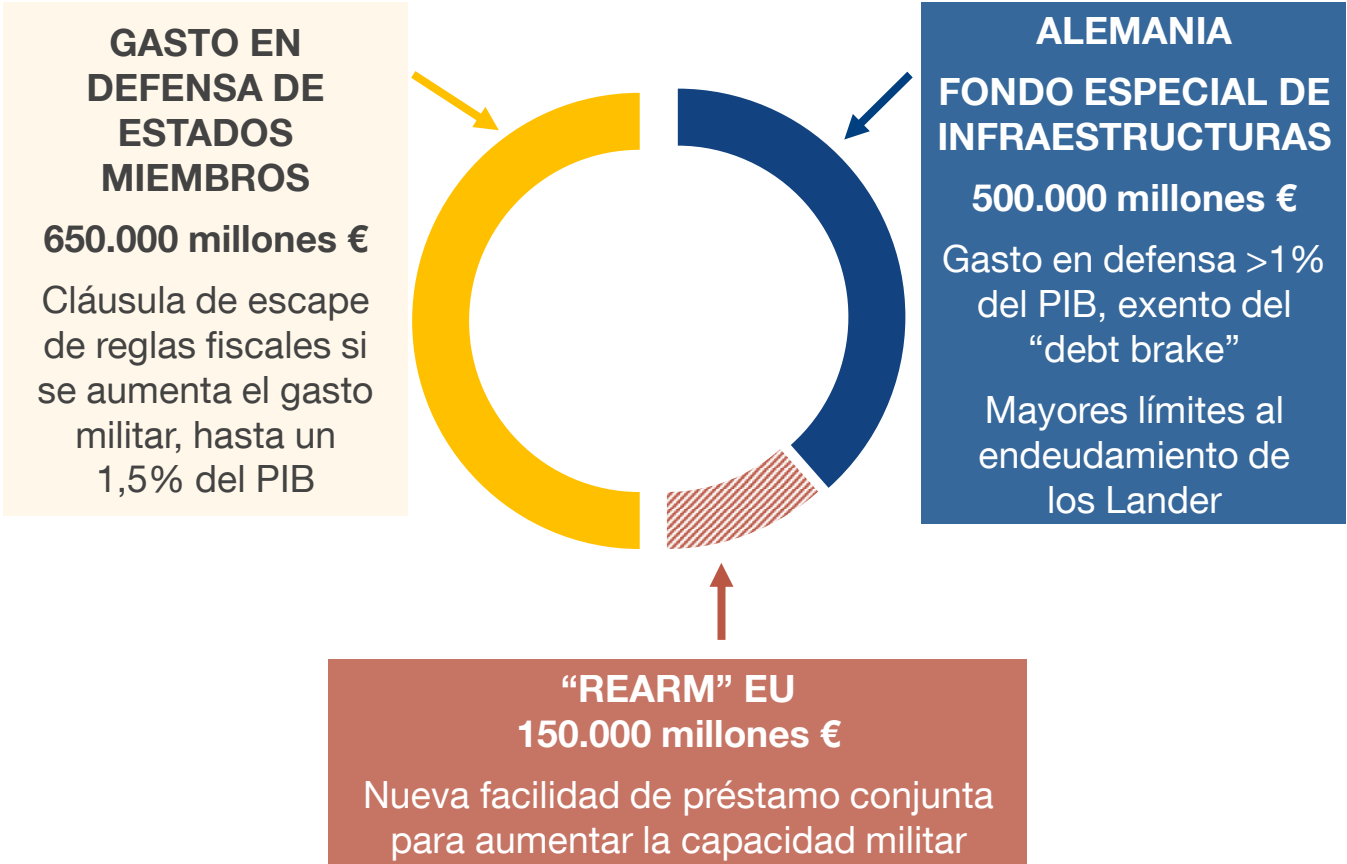 GASTO EN
DEFENSA DE
ESTADOS
MIEMBROS
650.000 millones €
Cláusula de escape
de reglas fiscales si
se aumenta el gasto
militar, hasta un
1,5% del PIB
ALEMANIA
FONDO ESPECIAL DE
INFRAESTRUCTURAS
500.000 millones €
Gasto en defensa >1%
del PIB, exento del
“debt brake”
Mayores límites al
endeudamiento de
los Lander
“REARM” EU
150.000 millones €
Nueva facilidad de préstamo conjunta
para aumentar la capacidad militar